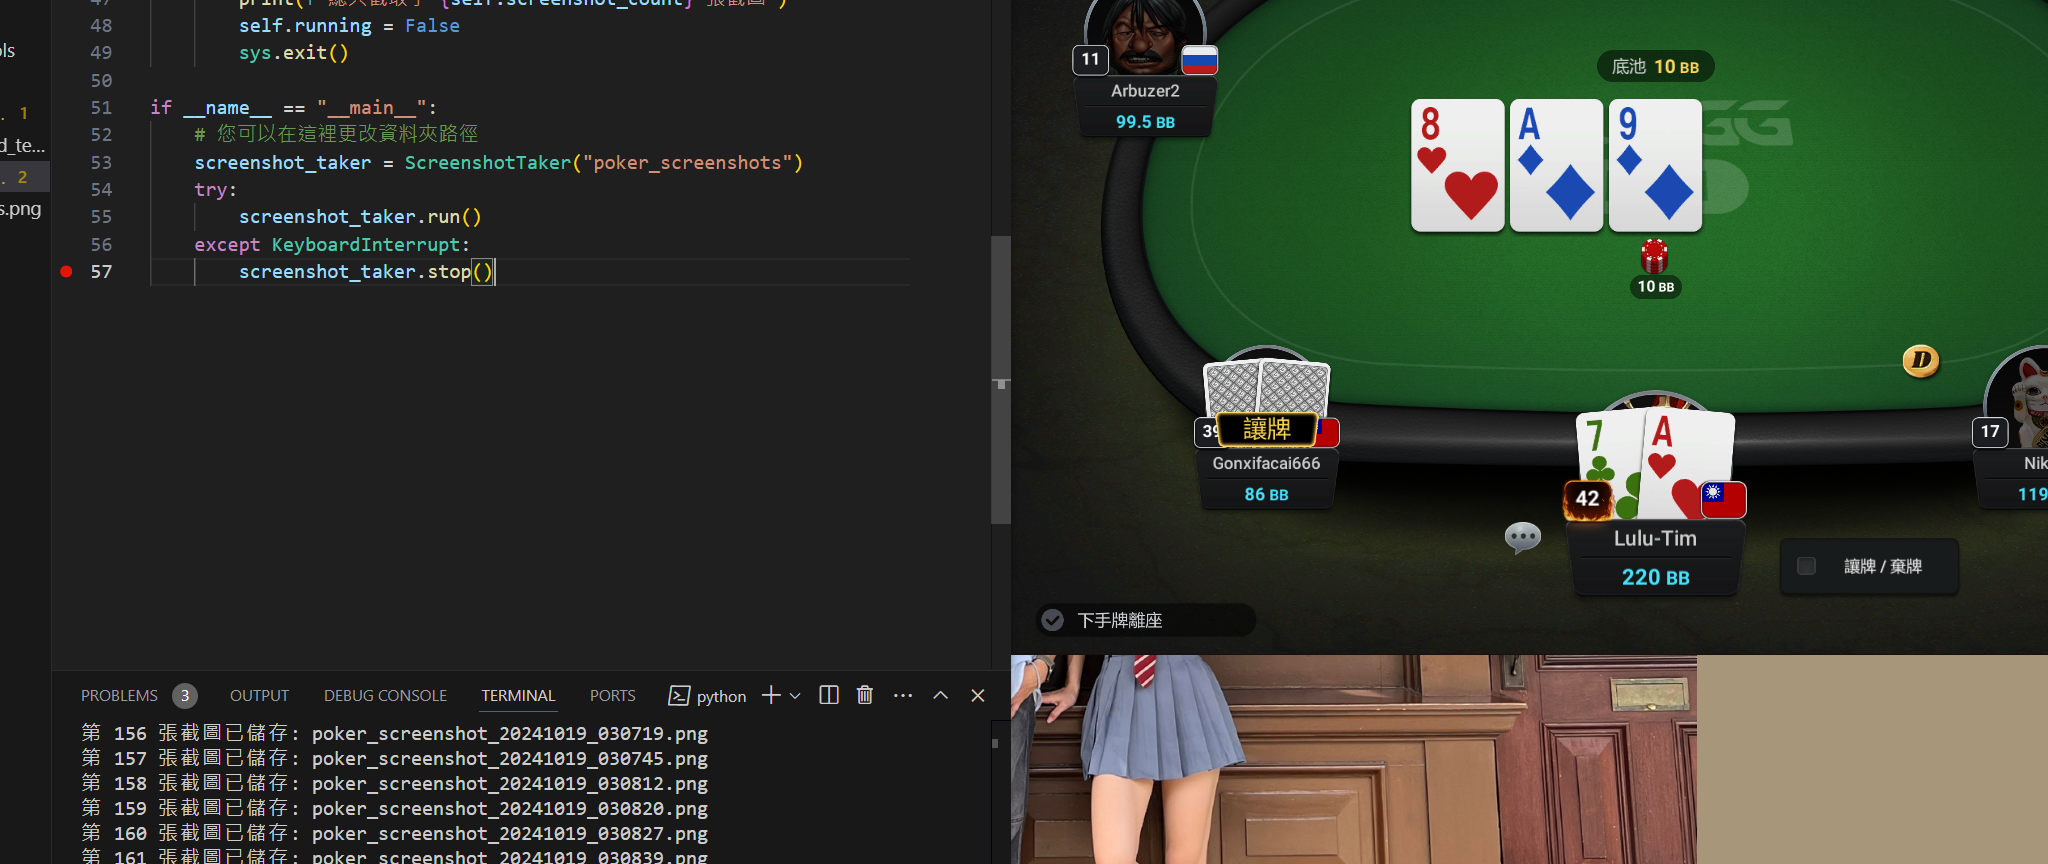 ols
1
d_te...
2
s.png
47 print(f"總共截取了 {self.screenshot_count} 張截圖")
48 self.running = False
49 sys.exit()
50
51 if __name__ == "__main__":
52 # 您可以在這裡更改資料夾路徑
53 screenshot_taker = ScreenshotTaker("poker_screenshots")
54 try:
55 screenshot_taker.run()
56 except KeyboardInterrupt:
57 screenshot_taker.stop()
PROBLEMS 3 OUTPUT DEBUG CONSOLE TERMINAL PORTS python
第 156 張截圖已儲存: poker_screenshot_20241019_030719.png
第 157 張截圖已儲存: poker_screenshot_20241019_030745.png
第 158 張截圖已儲存: poker_screenshot_20241019_030812.png
第 159 張截圖已儲存: poker_screenshot_20241019_030820.png
第 160 張截圖已儲存: poker_screenshot_20241019_030827.png
第 161 張截圖已儲存: poker_screenshot_20241019_030839.png
11
Arbuzer2
99.5 BB
底池 10 BB
8 A 9
GG
10 BB
D
39 讓牌
Gonxifacai666
86 BB
7 A
42
Lulu-Tim
220 BB
17
Nik
119
讓牌 / 棄牌
下手牌離座